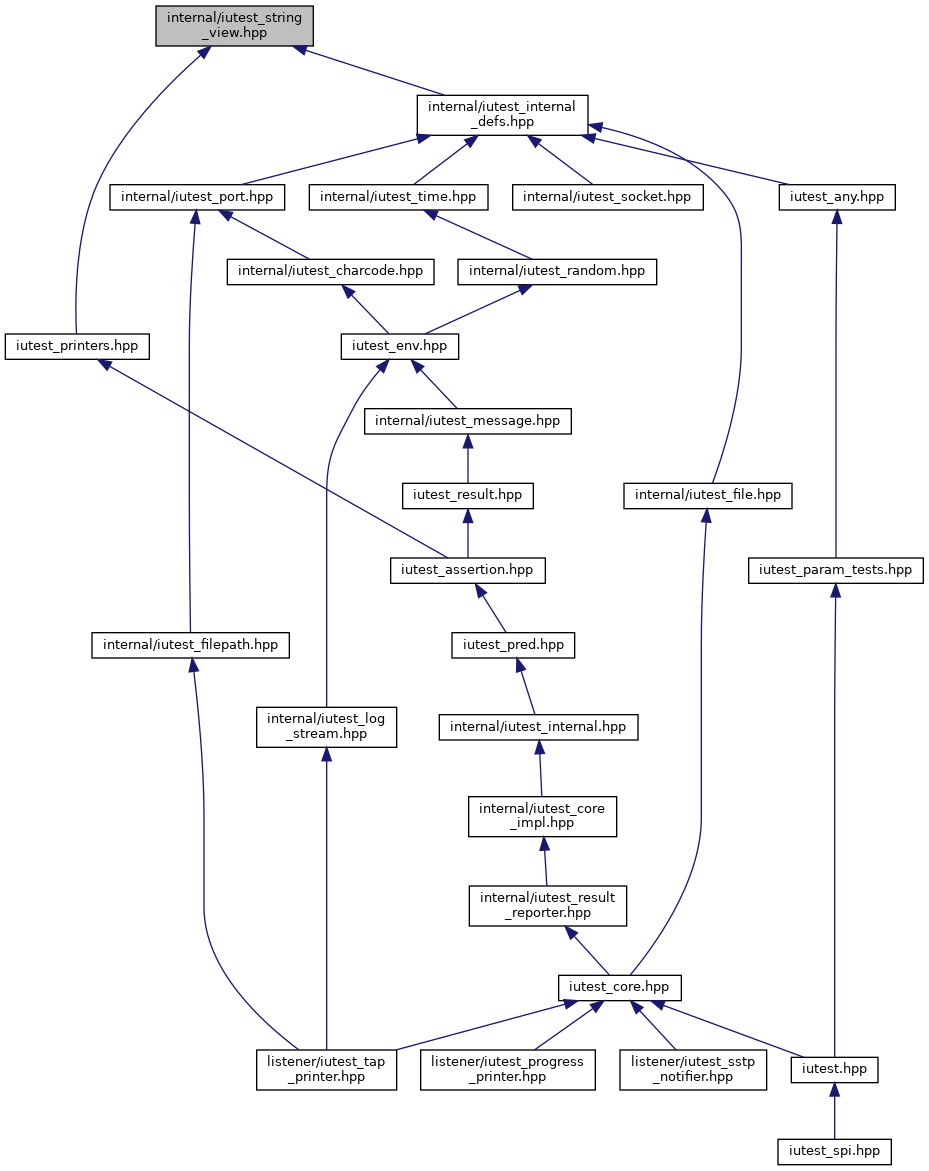 internal/iutest_string
_view.hpp
internal/iutest_internal
_defs.hpp
internal/iutest_port.hpp
internal/iutest_time.hpp
internal/iutest_socket.hpp
iutest_any.hpp
internal/iutest_charcode.hpp
internal/iutest_random.hpp
iutest_printers.hpp
iutest_env.hpp
internal/iutest_message.hpp
iutest_result.hpp
internal/iutest_file.hpp
iutest_assertion.hpp
iutest_param_tests.hpp
internal/iutest_filepath.hpp
iutest_pred.hpp
internal/iutest_log
_stream.hpp
internal/iutest_internal.hpp
internal/iutest_core
_impl.hpp
internal/iutest_result
_reporter.hpp
iutest_core.hpp
listener/iutest_tap
_printer.hpp
listener/iutest_progress
_printer.hpp
listener/iutest_sstp
_notifier.hpp
iutest.hpp
iutest_spi.hpp